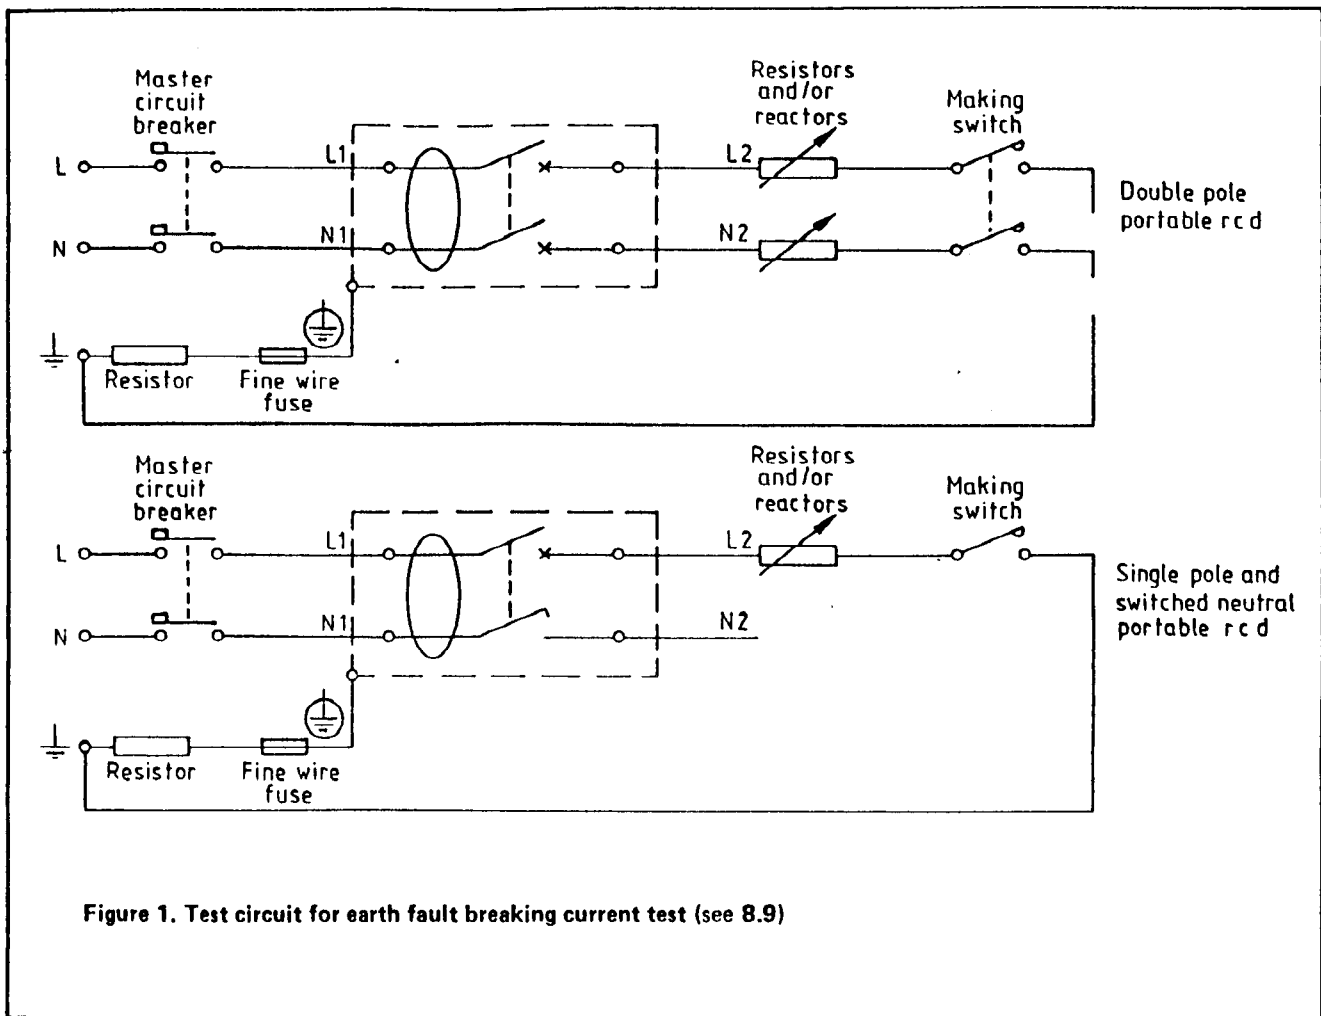 Master
circuit
breaker
Resistors
and/or
reactors
Making
switch
L
L1
L2
N
N1
N2
Double pole
portable rcd
Resistor
Fine wire
fuse
Master
circuit
breaker
Resistors
and/or
reactors
Making
switch
L
L1
L2
N
N1
N2
Single pole and
switched neutral
portable rcd
Resistor
Fine wire
fuse
Figure 1. Test circuit for earth fault breaking current test (see 8.9)